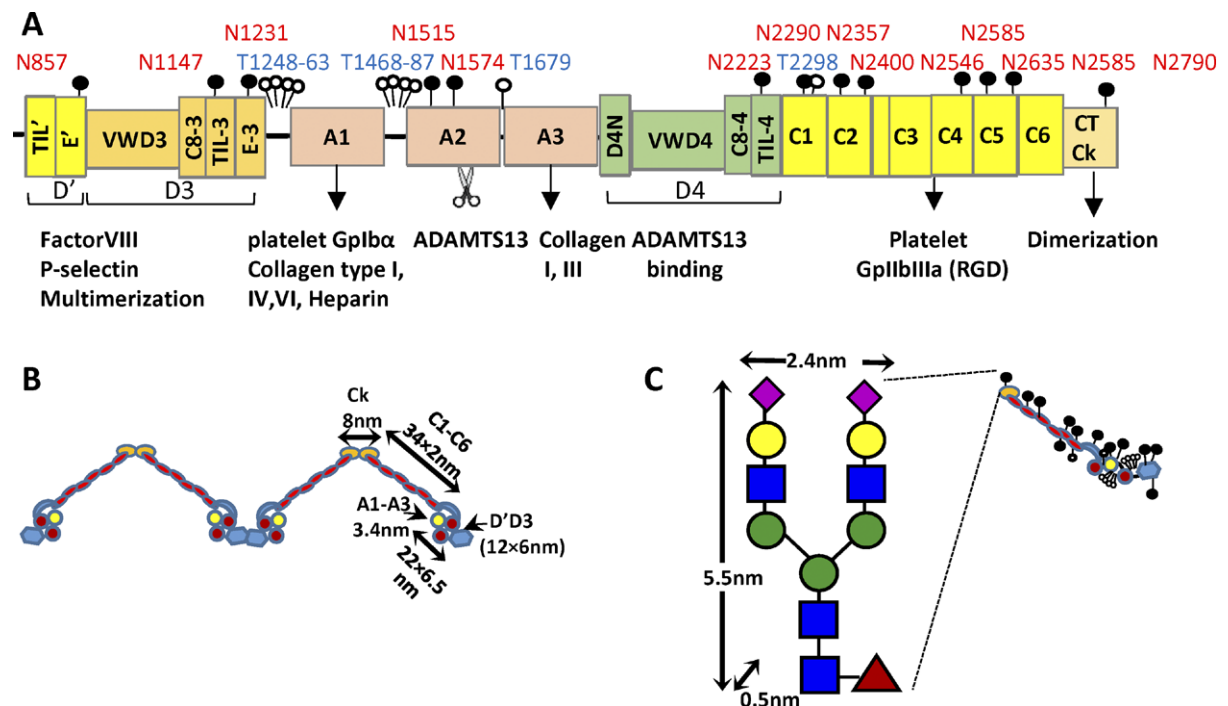 A
N1231 N1515 N2290 N2357 N2585
N857 N1147 T1248-63 T1468-87 N1574 T1679 N2223 T2298 N2400 N2546 N2635 N2585 N2790
TIL' E' VWD3 C8-3 TIL-3 E-3 A1 A2 A3 D4N VWD4 C8-4 TIL-4 C1 C2 C3 C4 C5 C6 CT Ck
D' D3 D4
FactorVIII
P-selectin
Multimerization
platelet GpIbα
Collagen type I,
IV,VI, Heparin
ADAMTS13
Collagen
I, III
ADAMTS13
binding
Platelet
GpIIbIIIa (RGD)
Dimerization
B
Ck
8nm
C1-C6
34×2nm
A1-A3
3.4nm
22×6.5
nm
D'D3
(12×6nm)
C
2.4nm
5.5nm
0.5nm